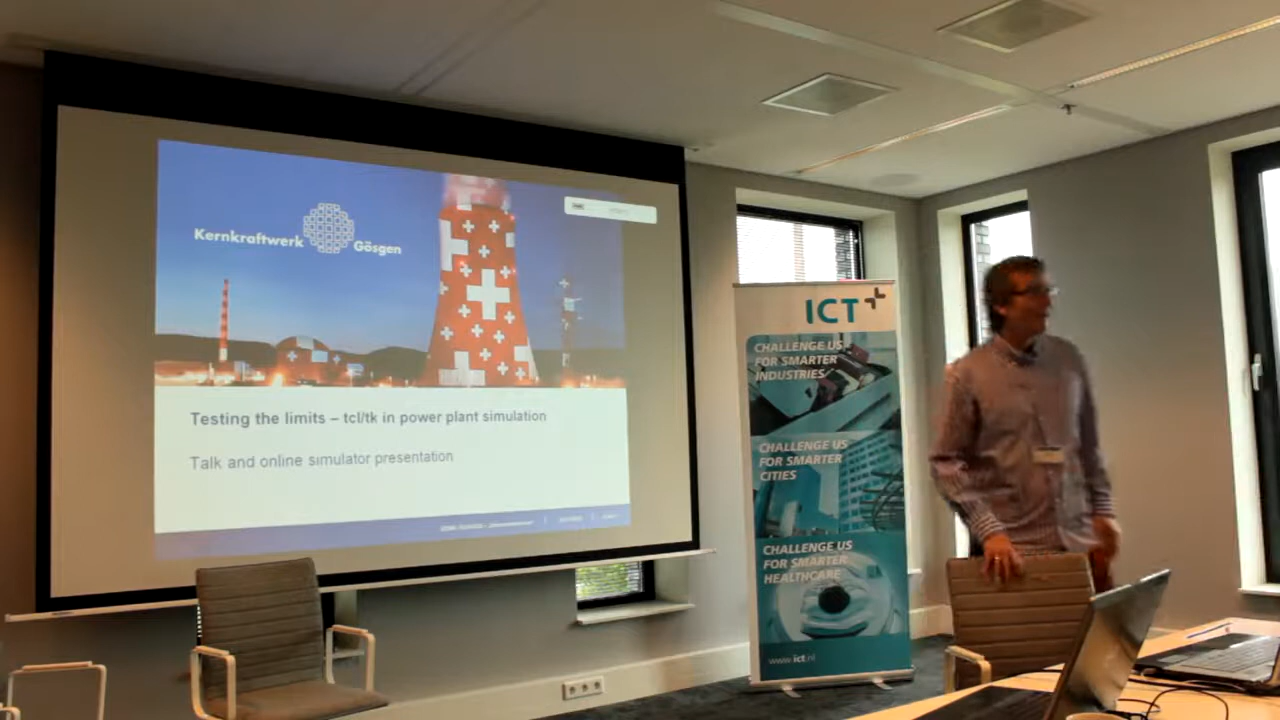 Kernkraftwerk Gösgen
Testing the limits – tcl/tk in power plant simulation
Talk and online simulator presentation
ICT
CHALLENGE US
FOR SMARTER
INDUSTRIES
CHALLENGE US
FOR SMARTER
CITIES
CHALLENGE US
FOR SMARTER
HEALTHCARE
www.ict.nl